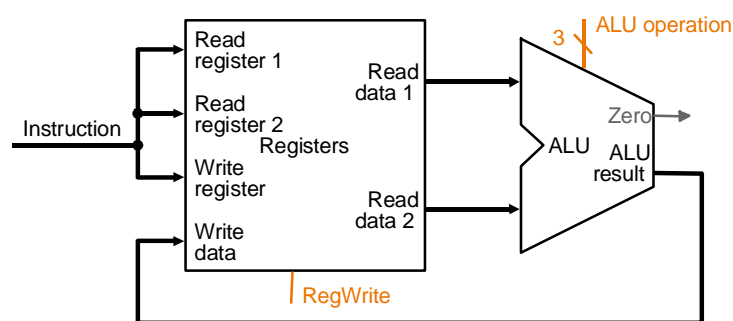 3
ALU operation
Read
register 1
Read
data 1
Read
register 2
Instruction
Registers
Zero
ALU
ALU
result
Write
register
Read
data 2
Write
data
RegWrite